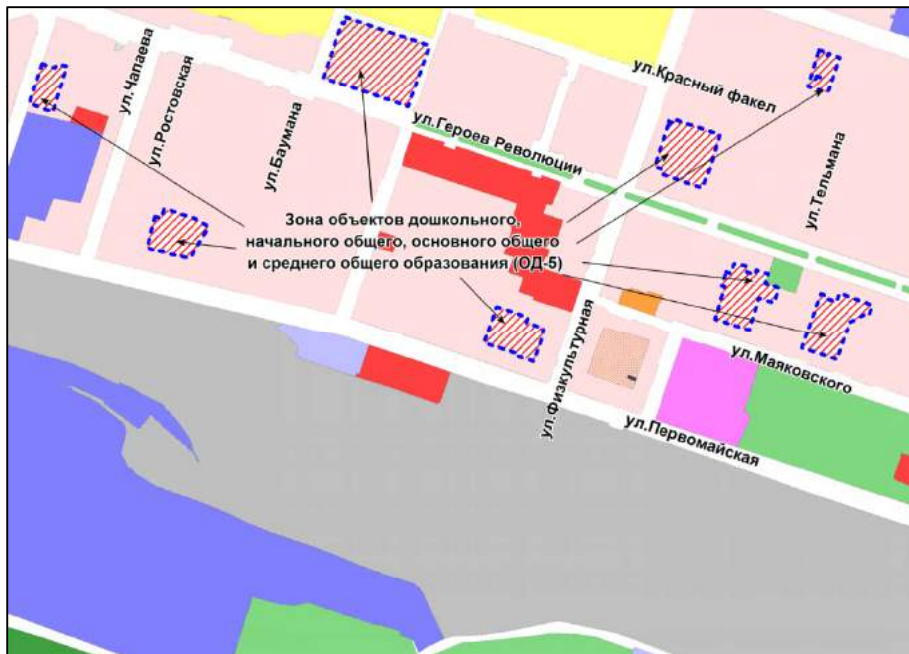 ул.Чапаева
ул.Ростовская
ул.Баумана
ул.Героев Революции
ул.Красный факел
ул.Тельмана
Зона объектов дошкольного,
начального общего, основного общего
и среднего общего образования (ОД-5)
ул.Физкультурная
ул.Маяковского
ул.Первомайская